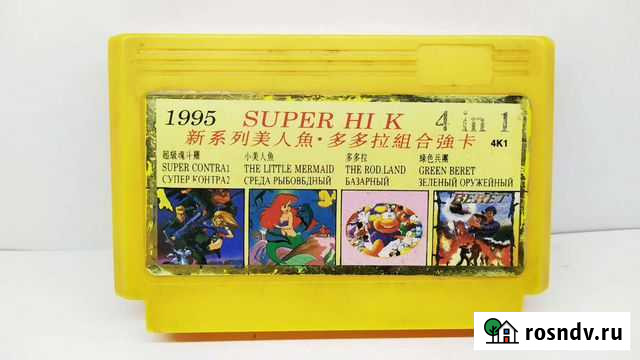 1995 SUPER HI K 4 in 1
新系列美人魚·多多拉組合強卡 4K1
超級魂斗羅 小美人魚 多多拉 綠色兵團
SUPER CONTRA1 THE LITTLE MERMAID THE ROD.LAND GREEN BERET
СУПЕР КОНТРА2 СРЕДА РЫБОВБДНЫЙ БАЗАРНЫЙ ЗЕЛЕНЫЙ ОРУЖЕЙНЫЙ
BERET
rosndv.ru